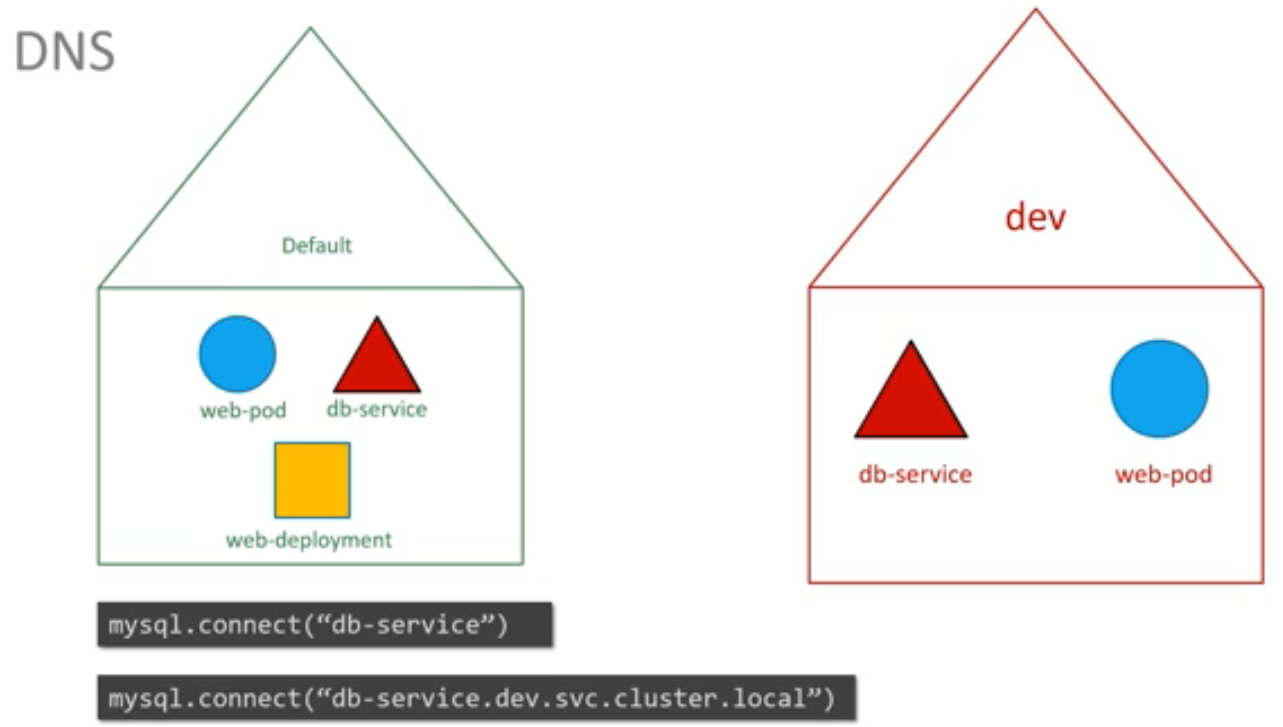 DNS
Default
web-pod
db-service
web-deployment
dev
db-service
web-pod
mysql.connect(“db-service”)
mysql.connect(“db-service.dev.svc.cluster.local”)